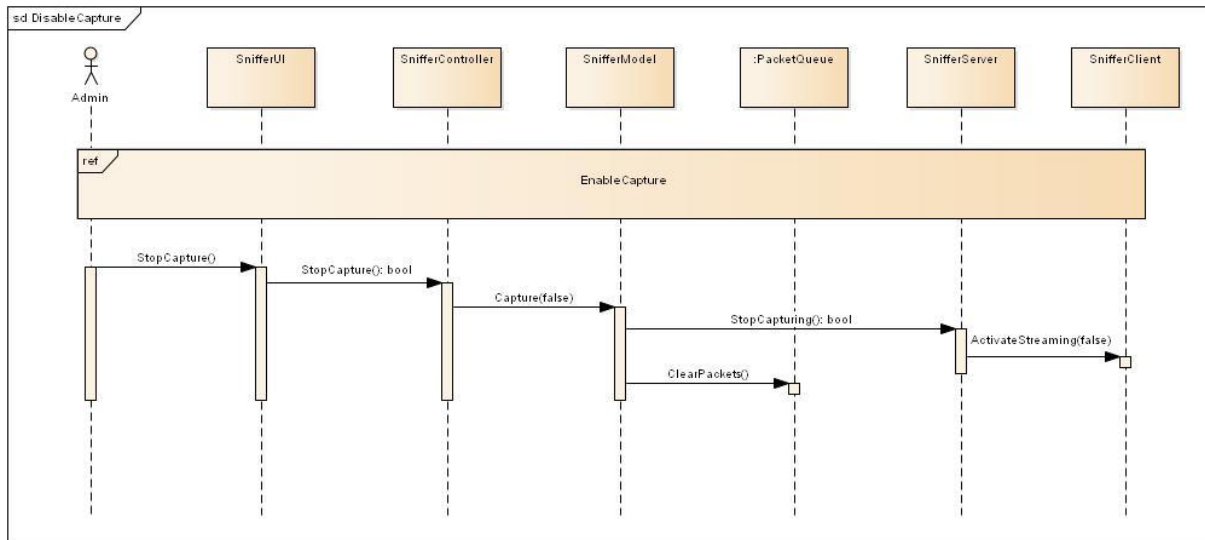 sd DisableCapture
Admin
SnifferUI
SnifferController
SnifferModel
:PacketQueue
SnifferServer
SnifferClient
ref
EnableCapture
StopCapture()
StopCapture(): bool
Capture(false)
StopCapturing(): bool
ActivateStreaming(false)
ClearPackets()